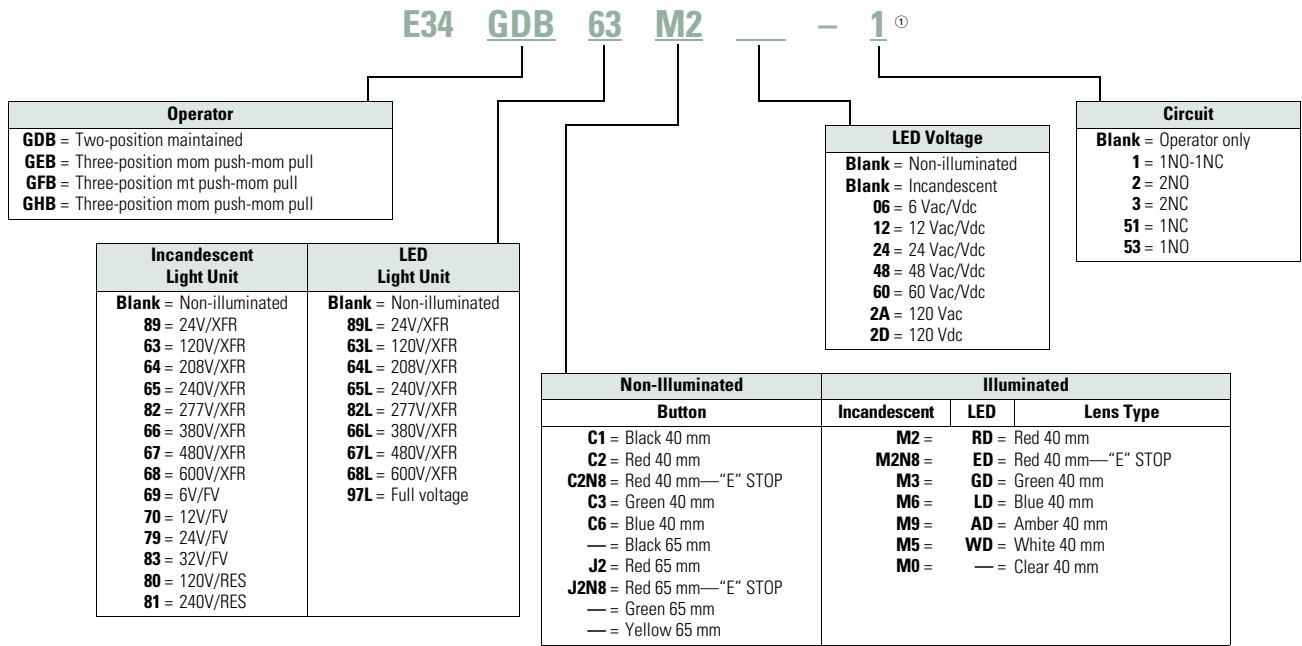 E34 GDB 63 M2 ___ – 1 ①
Operator
GDB = Two-position maintained
GEB = Three-position mom push-mom pull
GFB = Three-position mt push-mom pull
GHB = Three-position mom push-mom pull
Incandescent Light Unit
Blank = Non-illuminated
89 = 24V/XFR
63 = 120V/XFR
64 = 208V/XFR
65 = 240V/XFR
82 = 277V/XFR
66 = 380V/XFR
67 = 480V/XFR
68 = 600V/XFR
69 = 6V/FV
70 = 12V/FV
79 = 24V/FV
83 = 32V/FV
80 = 120V/RES
81 = 240V/RES
LED Light Unit
Blank = Non-illuminated
89L = 24V/XFR
63L = 120V/XFR
64L = 208V/XFR
65L = 240V/XFR
82L = 277V/XFR
66L = 380V/XFR
67L = 480V/XFR
68L = 600V/XFR
97L = Full voltage
Non-Illuminated
Button
C1 = Black 40 mm
C2 = Red 40 mm
C2N8 = Red 40 mm—“E” STOP
C3 = Green 40 mm
C6 = Blue 40 mm
— = Black 65 mm
J2 = Red 65 mm
J2N8 = Red 65 mm—“E” STOP
— = Green 65 mm
— = Yellow 65 mm
Illuminated
Incandescent LED Lens Type
M2 = RD = Red 40 mm
M2N8 = ED = Red 40 mm—“E” STOP
M3 = GD = Green 40 mm
M6 = LD = Blue 40 mm
M9 = AD = Amber 40 mm
M5 = WD = White 40 mm
M0 = — = Clear 40 mm
LED Voltage
Blank = Non-illuminated
Blank = Incandescent
06 = 6 Vac/Vdc
12 = 12 Vac/Vdc
24 = 24 Vac/Vdc
48 = 48 Vac/Vdc
60 = 60 Vac/Vdc
2A = 120 Vac
2D = 120 Vdc
Circuit
Blank = Operator only
1 = 1NO-1NC
2 = 2NO
3 = 2NC
51 = 1NC
53 = 1NO